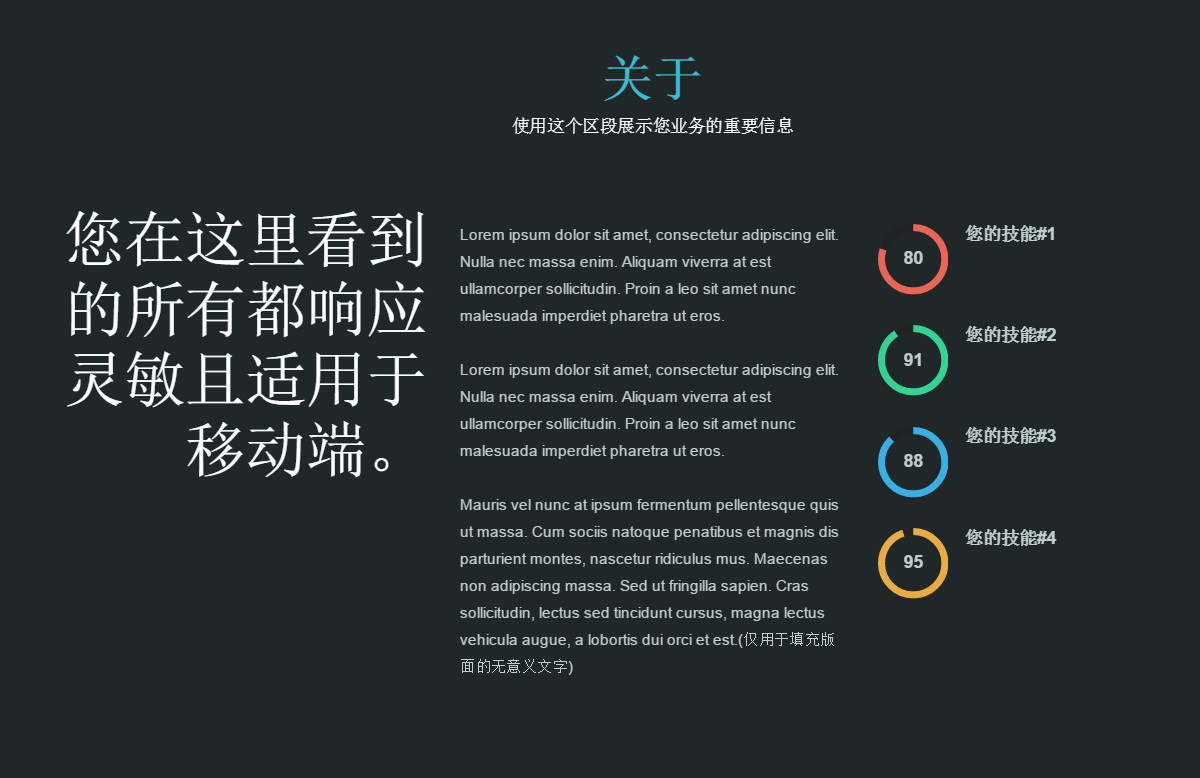 关于
使用这个区段展示您业务的重要信息
您在这里看到
的所有都响应
灵敏且适用于
移动端。
Lorem ipsum dolor sit amet, consectetur adipiscing elit.
Nulla nec massa enim. Aliquam viverra at est
ullamcorper sollicitudin. Proin a leo sit amet nunc
malesuada imperdiet pharetra ut eros.
Lorem ipsum dolor sit amet, consectetur adipiscing elit.
Nulla nec massa enim. Aliquam viverra at est
ullamcorper sollicitudin. Proin a leo sit amet nunc
malesuada imperdiet pharetra ut eros.
Mauris vel nunc at ipsum fermentum pellentesque quis
ut massa. Cum sociis natoque penatibus et magnis dis
parturient montes, nascetur ridiculus mus. Maecenas
non adipiscing massa. Sed ut fringilla sapien. Cras
sollicitudin, lectus sed tincidunt cursus, magna lectus
vehicula augue, a lobortis dui orci et est.(仅用于填充版
面的无意义文字)
80
您的技能#1
91
您的技能#2
88
您的技能#3
95
您的技能#4